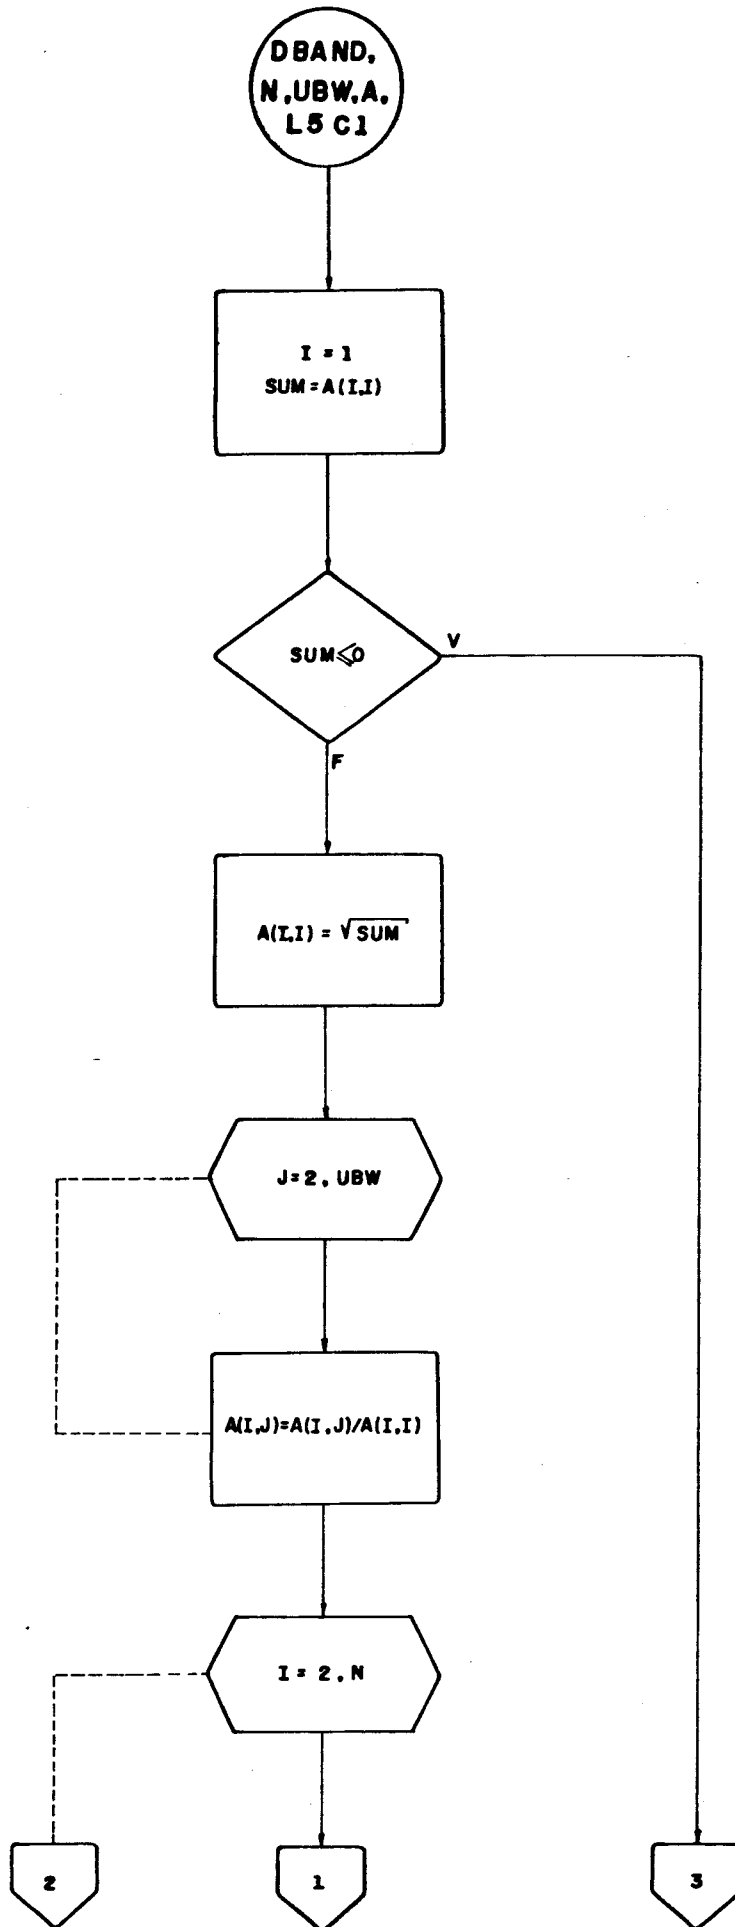 DBAND,
N,UBW,A,
L5 C1
I = 1
SUM=A(I,I)
SUM⩽0
V
F
A(I,I) = √SUM
J=2, UBW
A(I,J)=A(I,J)/A(I,I)
I = 2, N
2
1
3